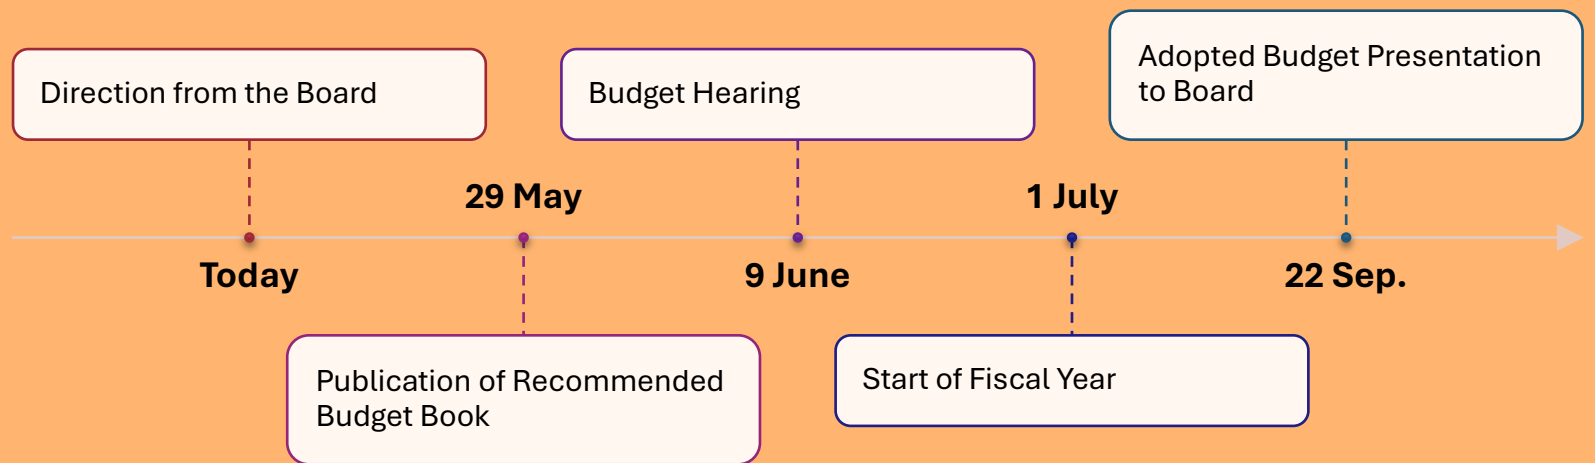 Direction from the Board
Budget Hearing
Adopted Budget Presentation
to Board
29 May
1 July
Today
9 June
22 Sep.
Publication of Recommended
Budget Book
Start of Fiscal Year